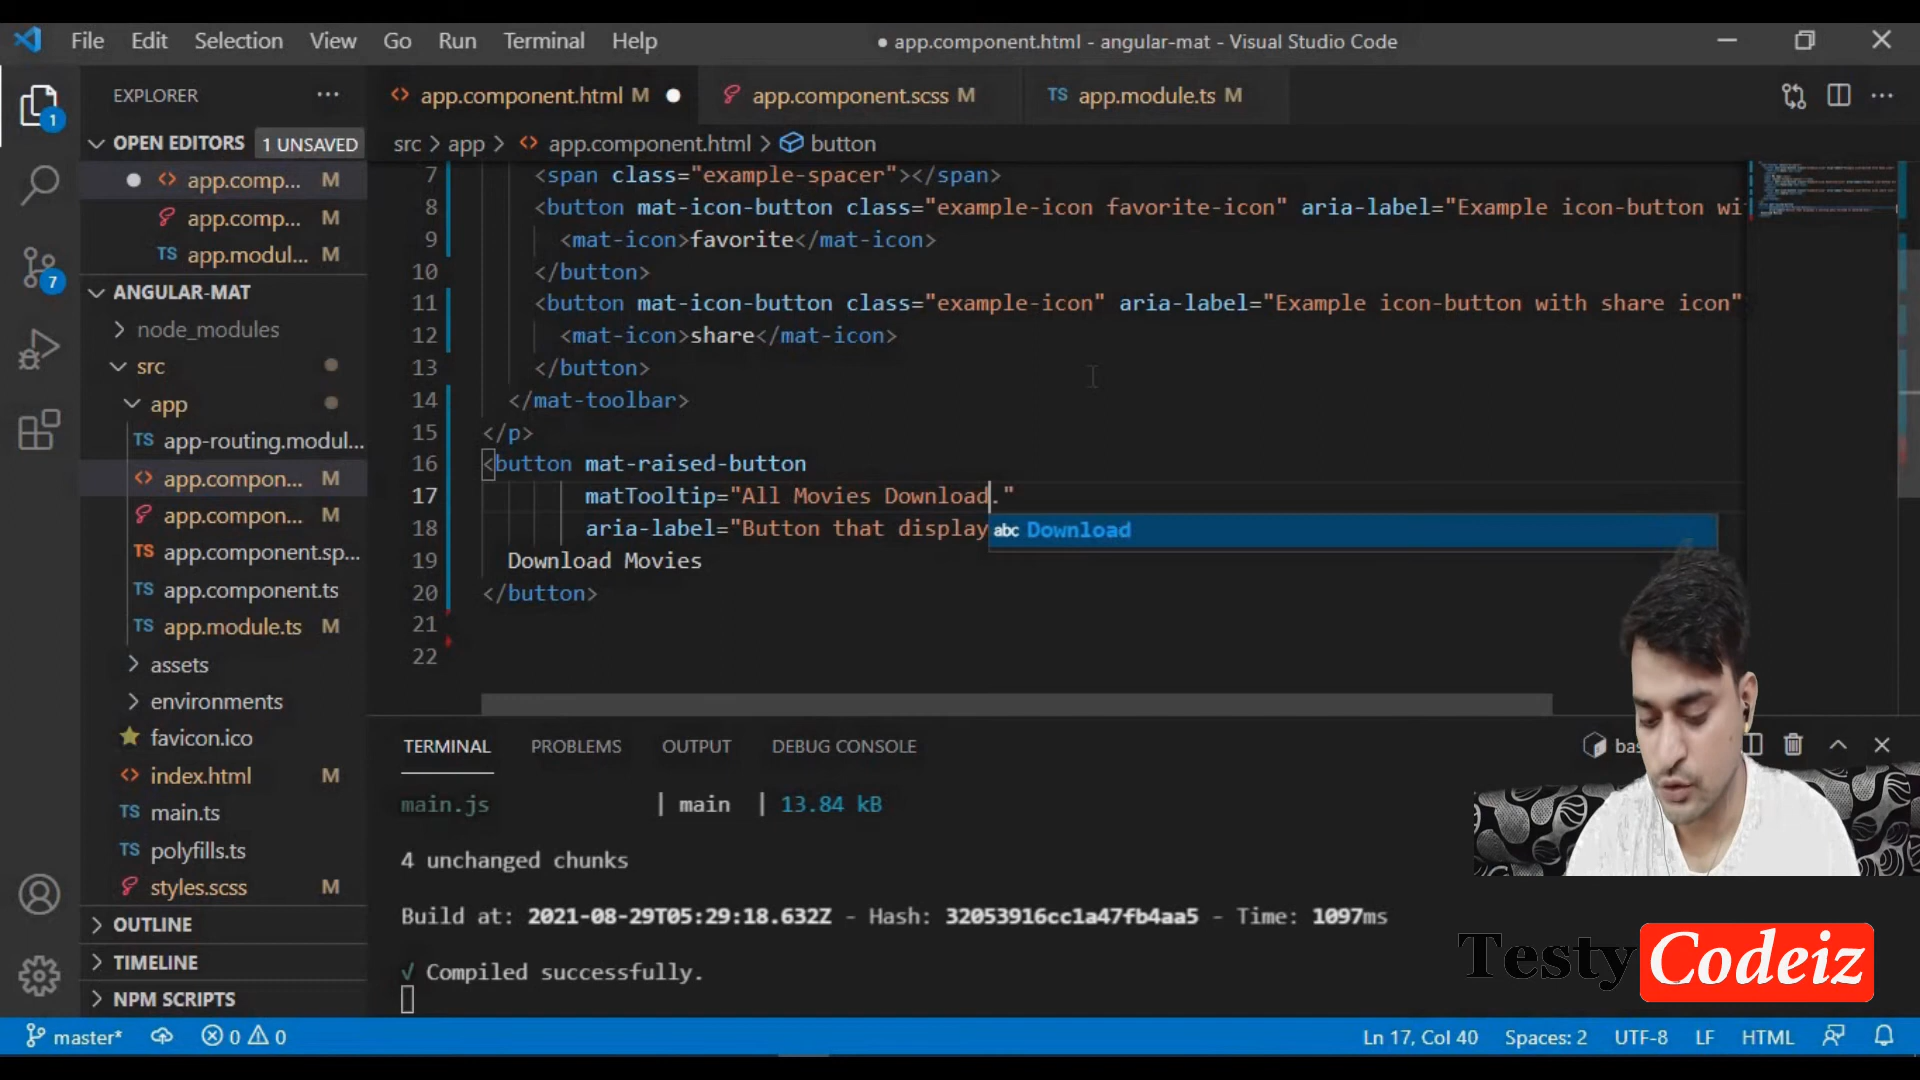 File Edit Selection View Go Run Terminal Help
● app.component.html - angular-mat - Visual Studio Code
EXPLORER
OPEN EDITORS 1 UNSAVED
app.comp... M
app.comp... M
TS app.modul... M
ANGULAR-MAT
node_modules
src
app
TS app-routing.modul...
app.compon... M
app.compon... M
TS app.component.sp...
TS app.component.ts
TS app.module.ts M
assets
environments
favicon.ico
index.html M
TS main.ts
TS polyfills.ts
styles.scss M
OUTLINE
TIMELINE
NPM SCRIPTS
1
7
app.component.html M ●
app.component.scss M
TS app.module.ts M
src > app > app.component.html > button
7 <span class="example-spacer"></span>
8 <button mat-icon-button class="example-icon favorite-icon" aria-label="Example icon-button wi
9 <mat-icon>favorite</mat-icon>
10 </button>
11 <button mat-icon-button class="example-icon" aria-label="Example icon-button with share icon"
12 <mat-icon>share</mat-icon>
13 </button>
14 </mat-toolbar>
15 </p>
16 <button mat-raised-button
17 matTooltip="All Movies Download."
18 aria-label="Button that display
abc Download
19 Download Movies
20 </button>
21
22
TERMINAL PROBLEMS OUTPUT DEBUG CONSOLE
main.js | main | 13.84 kB
4 unchanged chunks
Build at: 2021-08-29T05:29:18.632Z - Hash: 32053916cc1a47fb4aa5 - Time: 1097ms
√ Compiled successfully.
Testy Codeiz
master* 0 0
Ln 17, Col 40 Spaces: 2 UTF-8 LF HTML